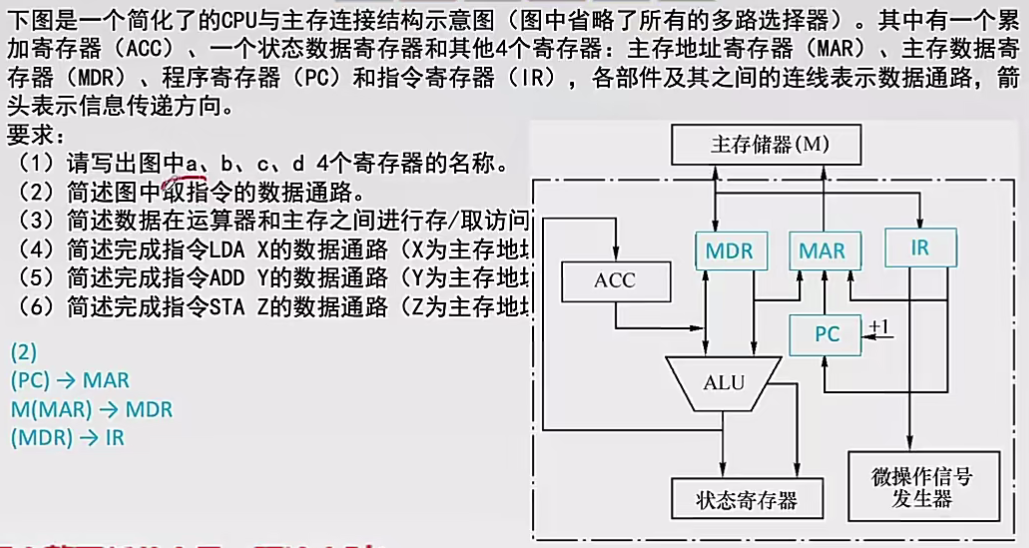 下图是一个简化了的CPU与主存连接结构示意图（图中省略了所有的多路选择器）。其中有一个累
加寄存器（ACC）、一个状态数据寄存器和其他4个寄存器：主存地址寄存器（MAR）、主存数据寄
存器（MDR）、程序寄存器（PC）和指令寄存器（IR），各部件及其之间的连线表示数据通路，箭
头表示信息传递方向。
要求：
（1）请写出图中a、b、c、d 4个寄存器的名称。
（2）简述图中取指令的数据通路。
（3）简述数据在运算器和主存之间进行存/取访问
（4）简述完成指令LDA X的数据通路（X为主存地
（5）简述完成指令ADD Y的数据通路（Y为主存地
（6）简述完成指令STA Z的数据通路（Z为主存地
(2)
(PC) → MAR
M(MAR) → MDR
(MDR) → IR
主存储器(M)
MDR
MAR
IR
ACC
PC
+1
ALU
状态寄存器
微操作信号
发生器